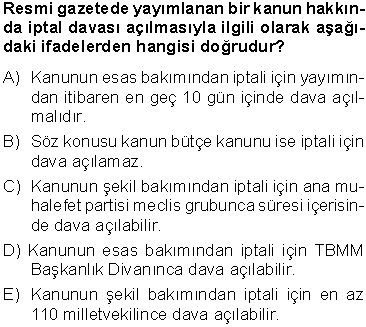 Resmi gazetede yayımlanan bir kanun hakkın-
da iptal davası açılmasıyla ilgili olarak aşağı-
daki ifadelerden hangisi doğrudur?
A) Kanunun esas bakımından iptali için yayımın-
dan itibaren en geç 10 gün içinde dava açıl-
malıdır.
B) Söz konusu kanun bütçe kanunu ise iptali için
dava açılamaz.
C) Kanunun şekil bakımından iptali için ana mu-
halefet partisi meclis grubunca süresi içerisin-
de dava açılabilir.
D) Kanunun esas bakımından iptali için TBMM
Başkanlık Divanınca dava açılabilir.
E) Kanunun şekil bakımından iptali için en az
110 milletvekilince dava açılabilir.